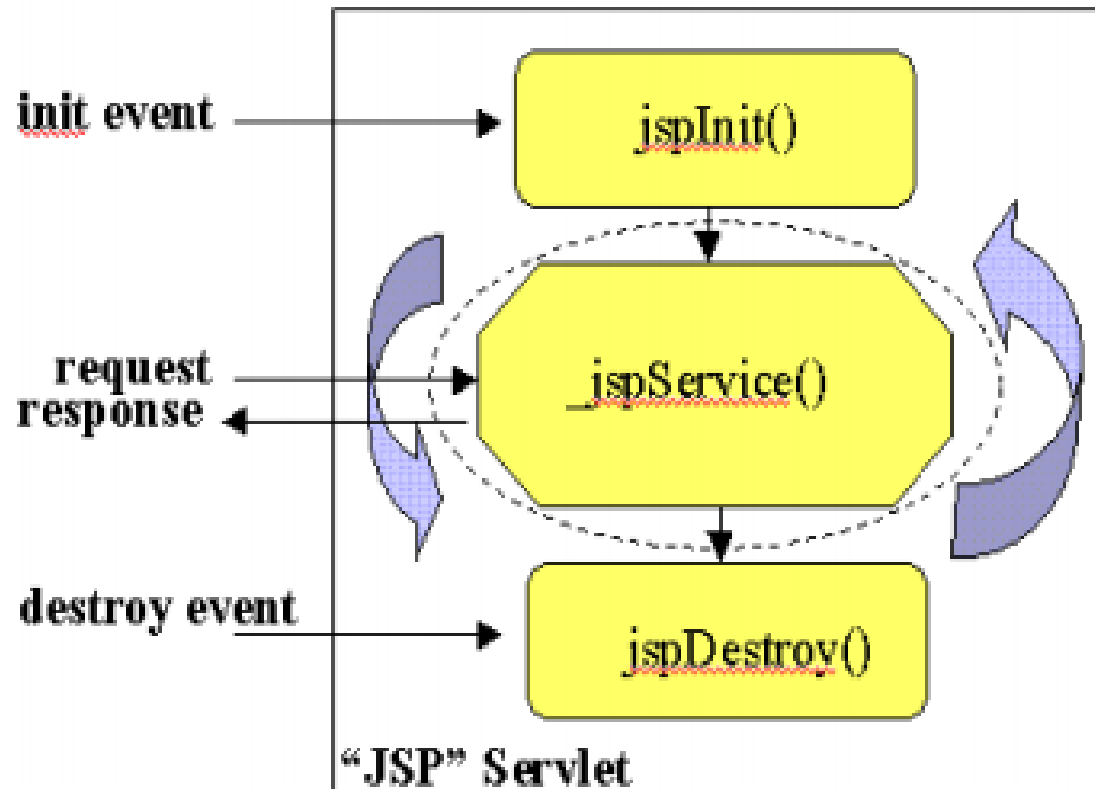 init event
jspInit()
request
_jspService()
response
destroy event
jspDestroy()
“JSP” Servlet